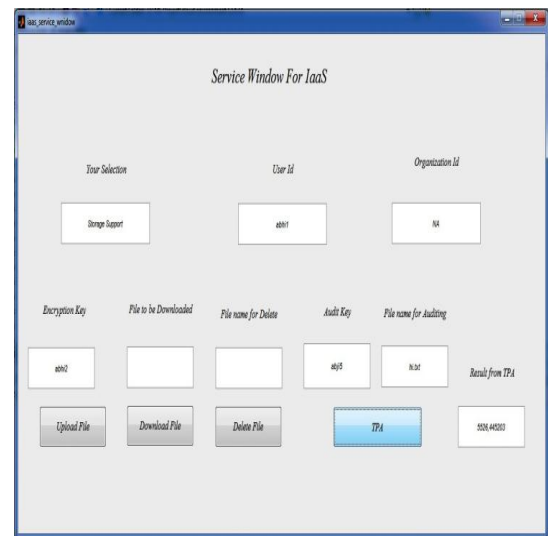 iaas_service_wnidow
Service Window For IaaS
Your Selection
User Id
Organization Id
Storage Support
abhi1
NA
Encryption Key
File to be Downloaded
File name for Delete
Audit Key
File name for Auditing
Result from TPA
abhi2
abji5
hi.txt
Upload File
Download File
Delete File
TPA
5526,445203